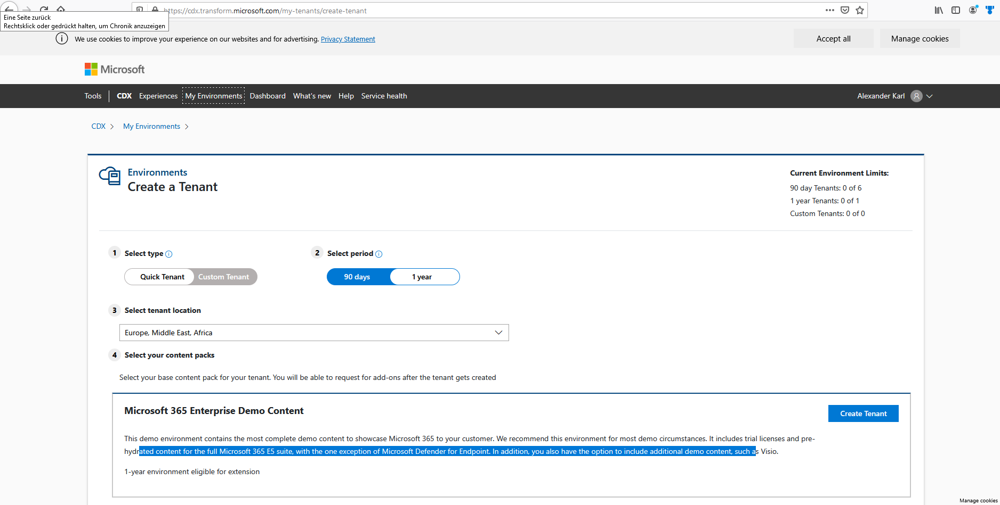 https://cdx.transform.microsoft.com/my-tenants/create-tenant
Eine Seite zurück
Rechtsklick oder gedrückt halten, um Chronik anzuzeigen
We use cookies to improve your experience on our websites and for advertising. Privacy Statement
Accept all
Manage cookies
Microsoft
Tools CDX Experiences My Environments Dashboard What's new Help Service health Alexander Karl
CDX My Environments
Environments
Create a Tenant
Current Environment Limits:
90 day Tenants: 0 of 6
1 year Tenants: 0 of 1
Custom Tenants: 0 of 0
1 Select type
Quick Tenant Custom Tenant
2 Select period
90 days 1 year
3 Select tenant location
Europe, Middle East, Africa
4 Select your content packs
Select your base content pack for your tenant. You will be able to request for add-ons after the tenant gets created
Microsoft 365 Enterprise Demo Content
Create Tenant
This demo environment contains the most complete demo content to showcase Microsoft 365 to your customer. We recommend this environment for most demo circumstances. It includes trial licenses and pre-
hydrated content for the full Microsoft 365 E5 suite, with the one exception of Microsoft Defender for Endpoint. In addition, you also have the option to include additional demo content, such as Visio.
1-year environment eligible for extension
Manage cookies